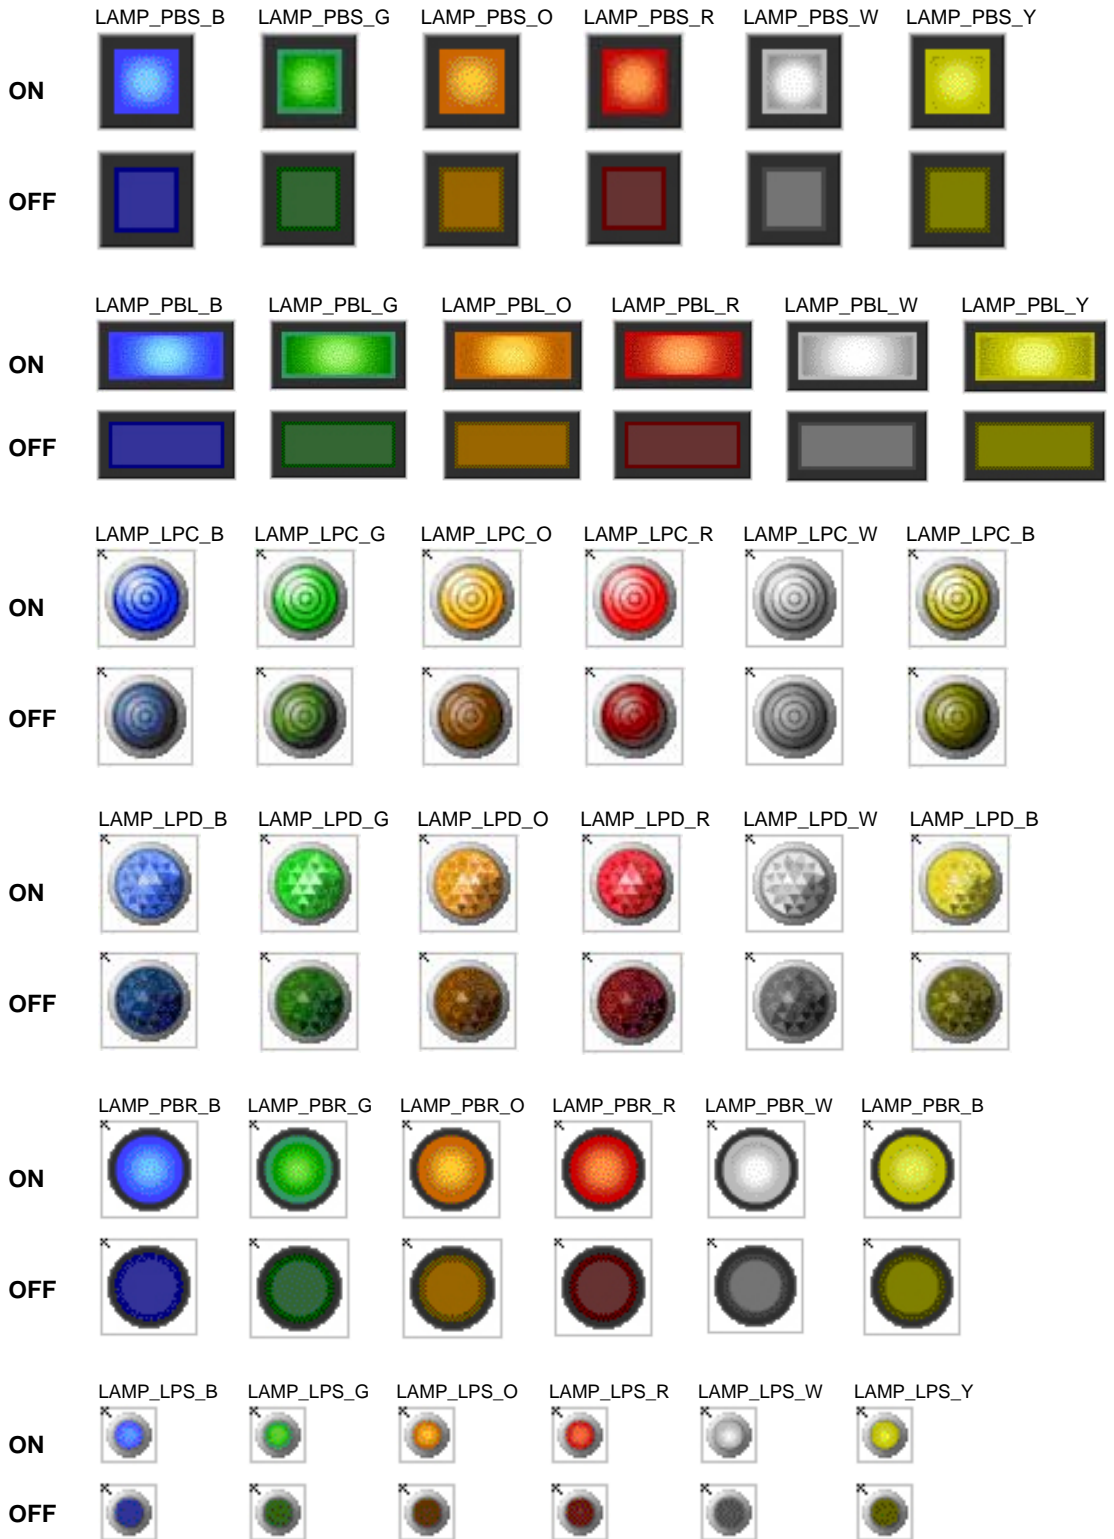 LAMP_PBS_B LAMP_PBS_G LAMP_PBS_O LAMP_PBS_R LAMP_PBS_W LAMP_PBS_Y
ON
OFF
LAMP_PBL_B LAMP_PBL_G LAMP_PBL_O LAMP_PBL_R LAMP_PBL_W LAMP_PBL_Y
ON
OFF
LAMP_LPC_B LAMP_LPC_G LAMP_LPC_O LAMP_LPC_R LAMP_LPC_W LAMP_LPC_B
ON
OFF
LAMP_LPD_B LAMP_LPD_G LAMP_LPD_O LAMP_LPD_R LAMP_LPD_W LAMP_LPD_B
ON
OFF
LAMP_PBR_B LAMP_PBR_G LAMP_PBR_O LAMP_PBR_R LAMP_PBR_W LAMP_PBR_B
ON
OFF
LAMP_LPS_B LAMP_LPS_G LAMP_LPS_O LAMP_LPS_R LAMP_LPS_W LAMP_LPS_Y
ON
OFF